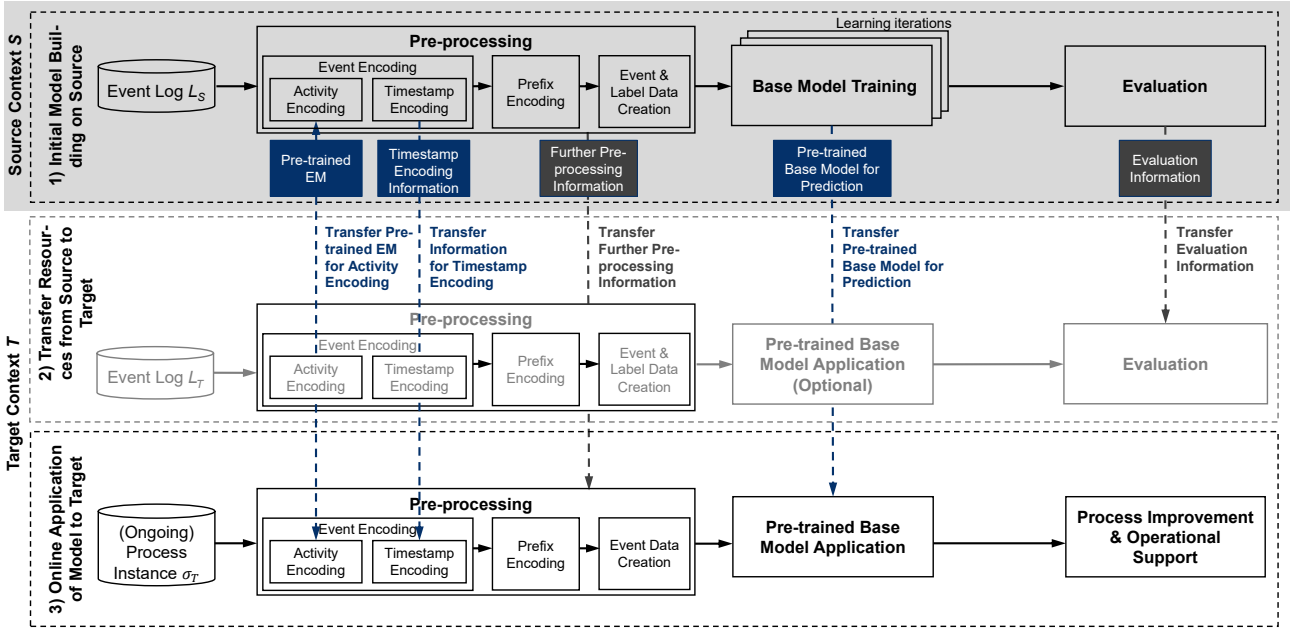 Source Context S
1) Initial Model Buil-
ding on Source
Learning iterations
Pre-processing
Event Log L_S
Event Encoding
Activity
Encoding
Timestamp
Encoding
Prefix
Encoding
Event &
Label Data
Creation
Base Model Training
Evaluation
Pre-trained
EM
Timestamp
Encoding
Information
Further Pre-
processing
Information
Pre-trained
Base Model for
Prediction
Evaluation
Information
Target Context T
2) Transfer Resour-
ces from Source to
Target
Transfer Pre-
trained EM
for Activity
Encoding
Transfer
Information
for Timestamp
Encoding
Transfer
Further Pre-
processing
Information
Transfer
Pre-trained
Base Model for
Prediction
Transfer
Evaluation
Information
Pre-processing
Event Log L_T
Event Encoding
Activity
Encoding
Timestamp
Encoding
Prefix
Encoding
Event &
Label Data
Creation
Pre-trained Base
Model Application
(Optional)
Evaluation
3) Online Application
of Model to Target
Pre-processing
(Ongoing)
Process
Instance σ_T
Event Encoding
Activity
Encoding
Timestamp
Encoding
Prefix
Encoding
Event Data
Creation
Pre-trained Base
Model Application
Process Improvement
& Operational
Support